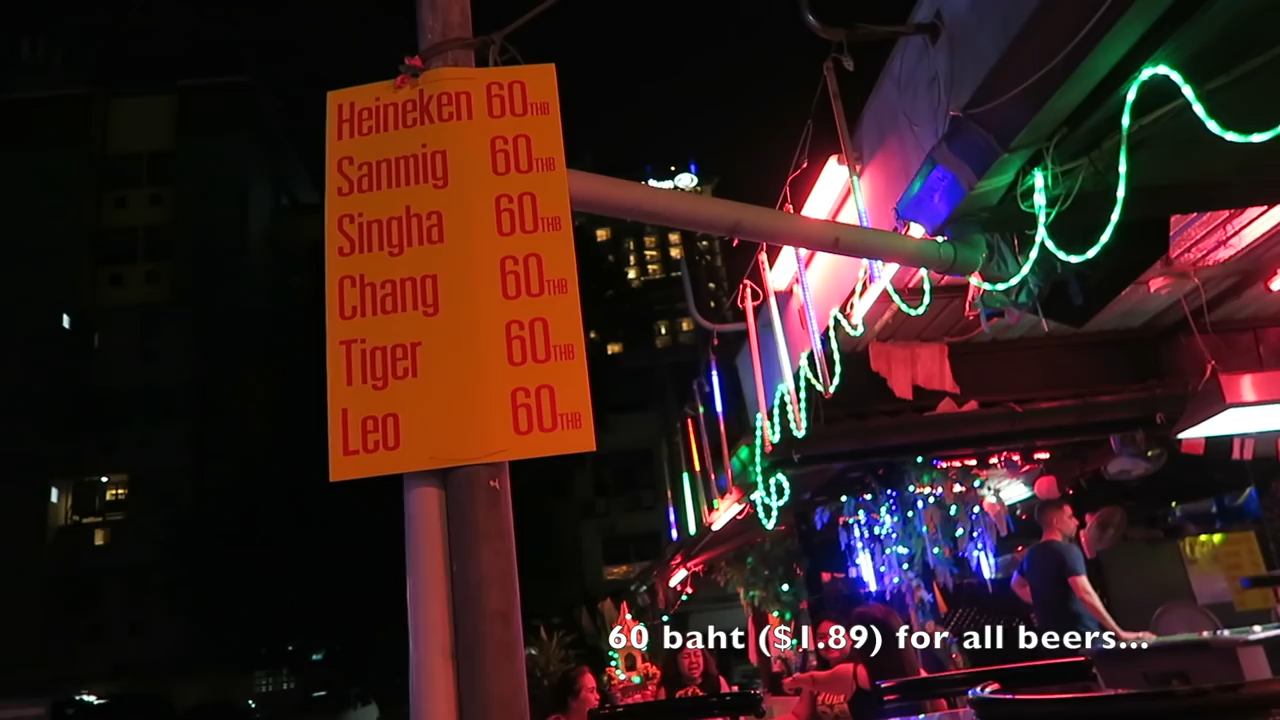 Heineken 60THB
Sanmig 60THB
Singha 60THB
Chang 60THB
Tiger 60THB
Leo 60THB
60 baht ($1.89) for all beers...